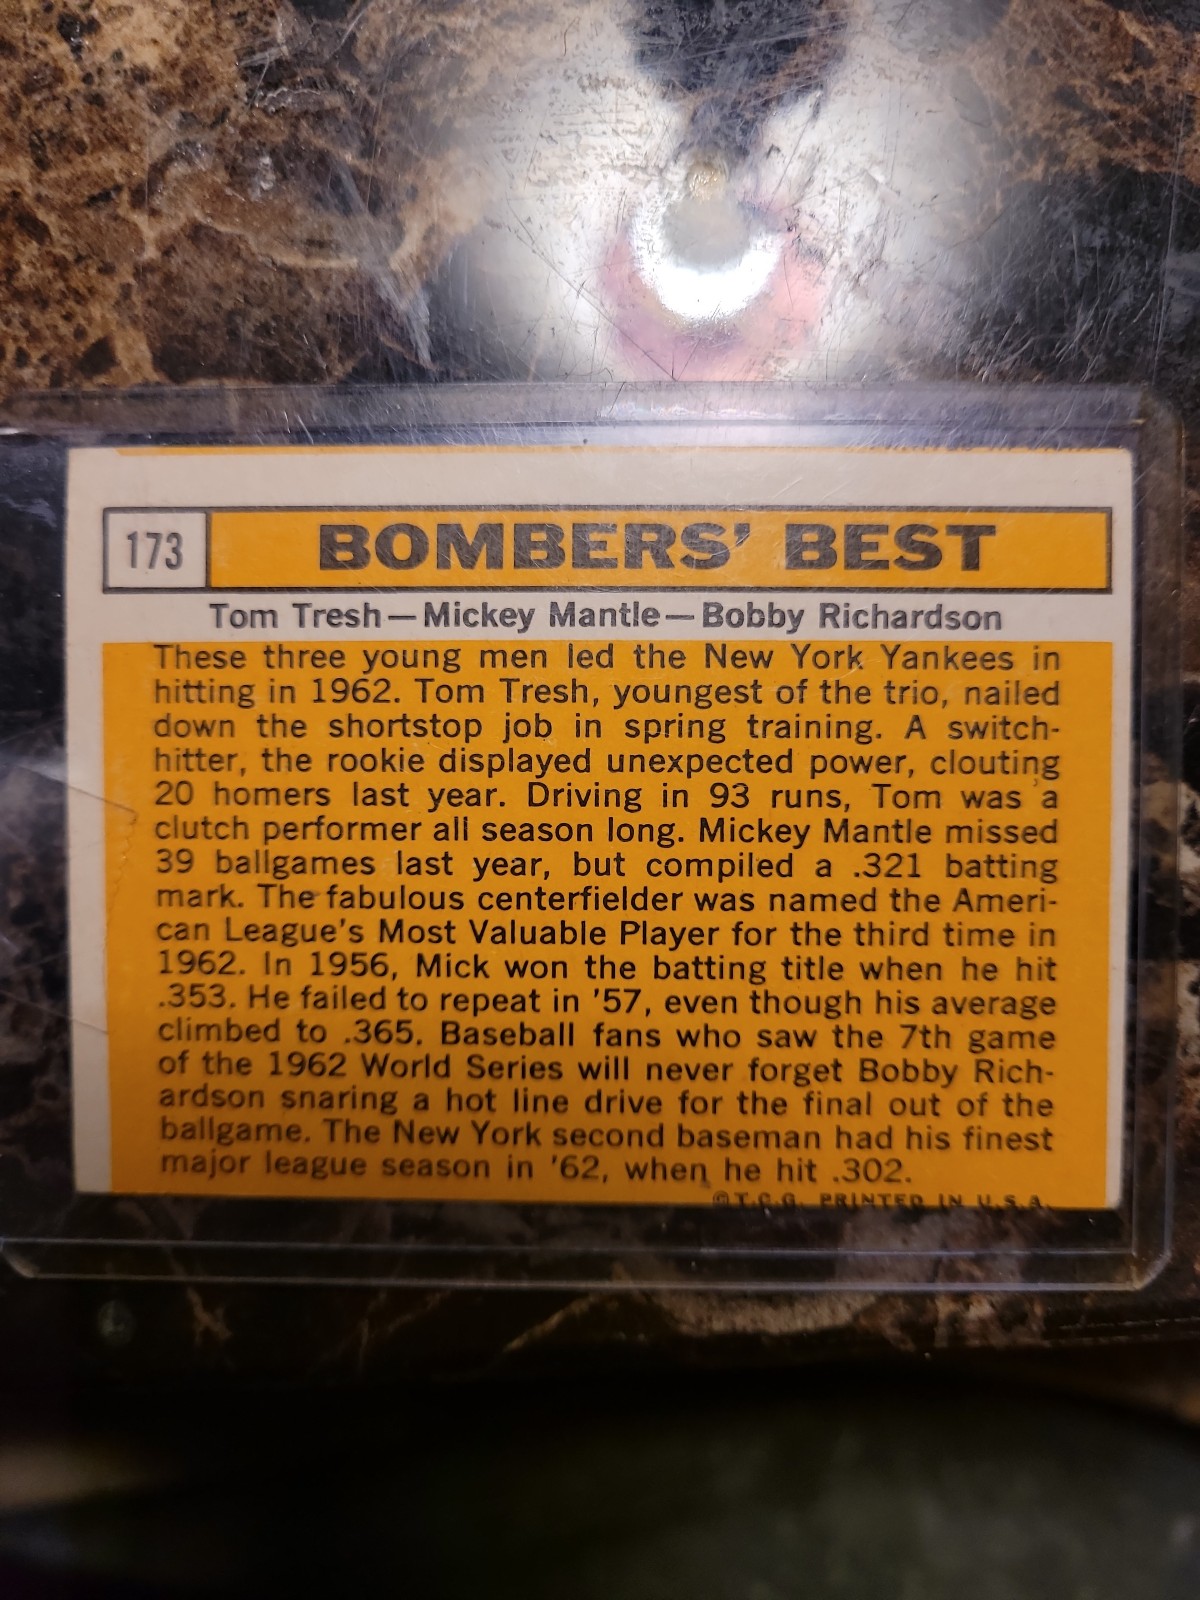 173
BOMBERS' BEST
Tom Tresh—Mickey Mantle—Bobby Richardson
These three young men led the New York Yankees in
hitting in 1962. Tom Tresh, youngest of the trio, nailed
down the shortstop job in spring training. A switch-
hitter, the rookie displayed unexpected power, clouting
20 homers last year. Driving in 93 runs, Tom was a
clutch performer all season long. Mickey Mantle missed
39 ballgames last year, but compiled a .321 batting
mark. The fabulous centerfielder was named the Ameri-
can League's Most Valuable Player for the third time in
1962. In 1956, Mick won the batting title when he hit
.353. He failed to repeat in '57, even though his average
climbed to .365. Baseball fans who saw the 7th game
of the 1962 World Series will never forget Bobby Rich-
ardson snaring a hot line drive for the final out of the
ballgame. The New York second baseman had his finest
major league season in '62, when he hit .302.
©T.C.G. PRINTED IN U.S.A.